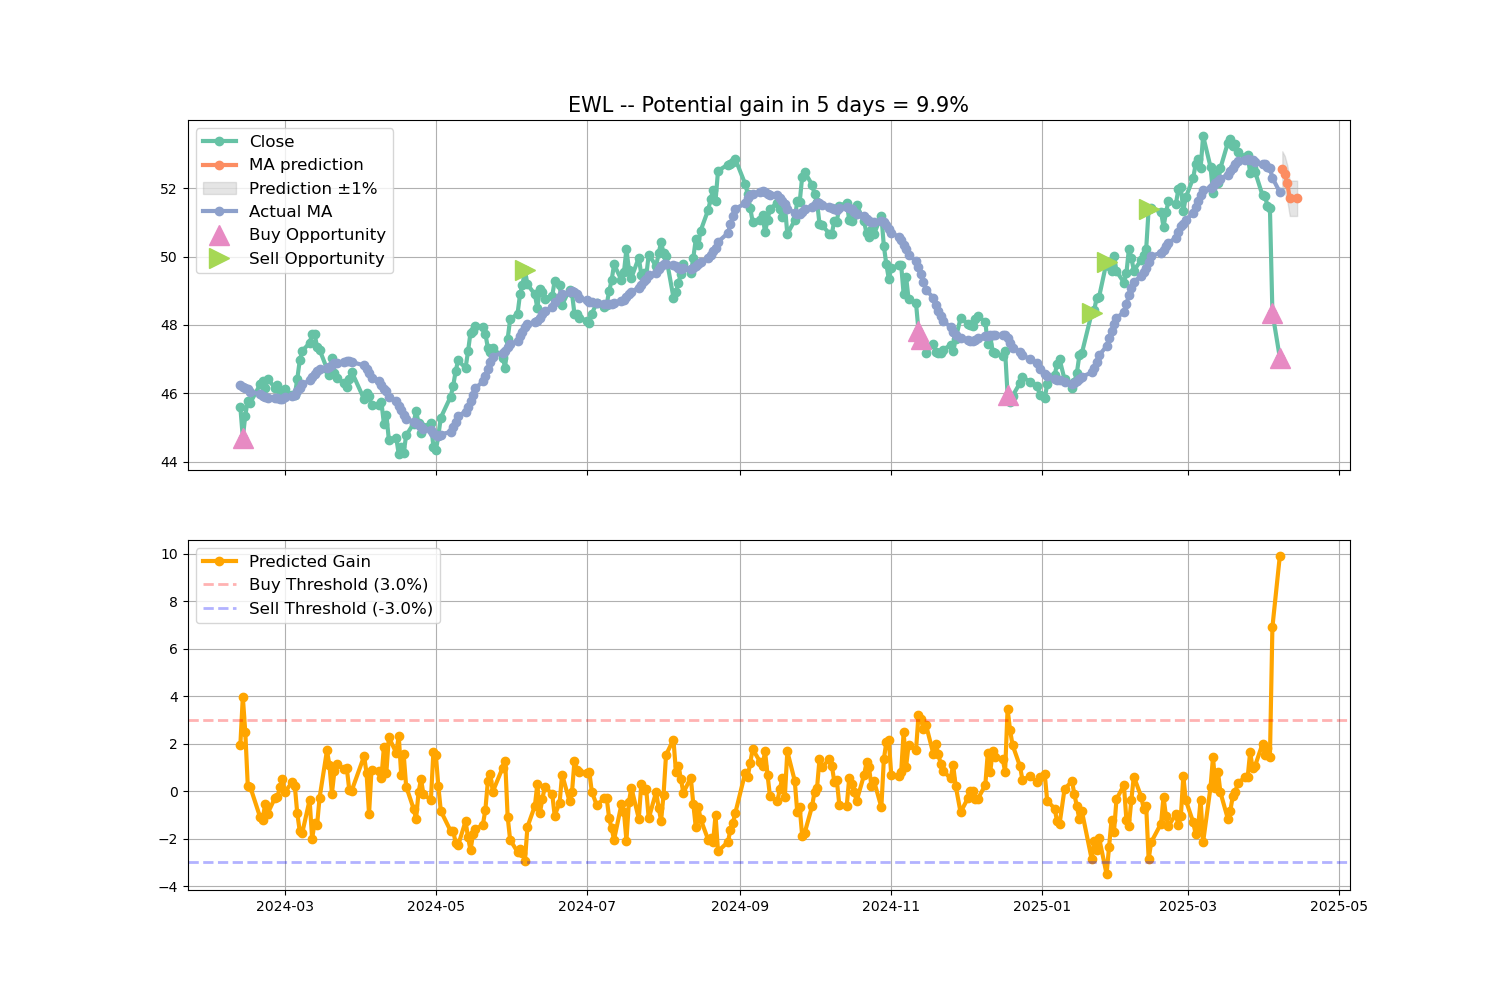 EWL -- Potential gain in 5 days = 9.9%
Close
MA prediction
Prediction ±1%
Actual MA
Buy Opportunity
Sell Opportunity
52
50
48
46
44
Predicted Gain
Buy Threshold (3.0%)
Sell Threshold (-3.0%)
10
8
6
4
2
0
−2
−4
2024-03 2024-05 2024-07 2024-09 2024-11 2025-01 2025-03 2025-05